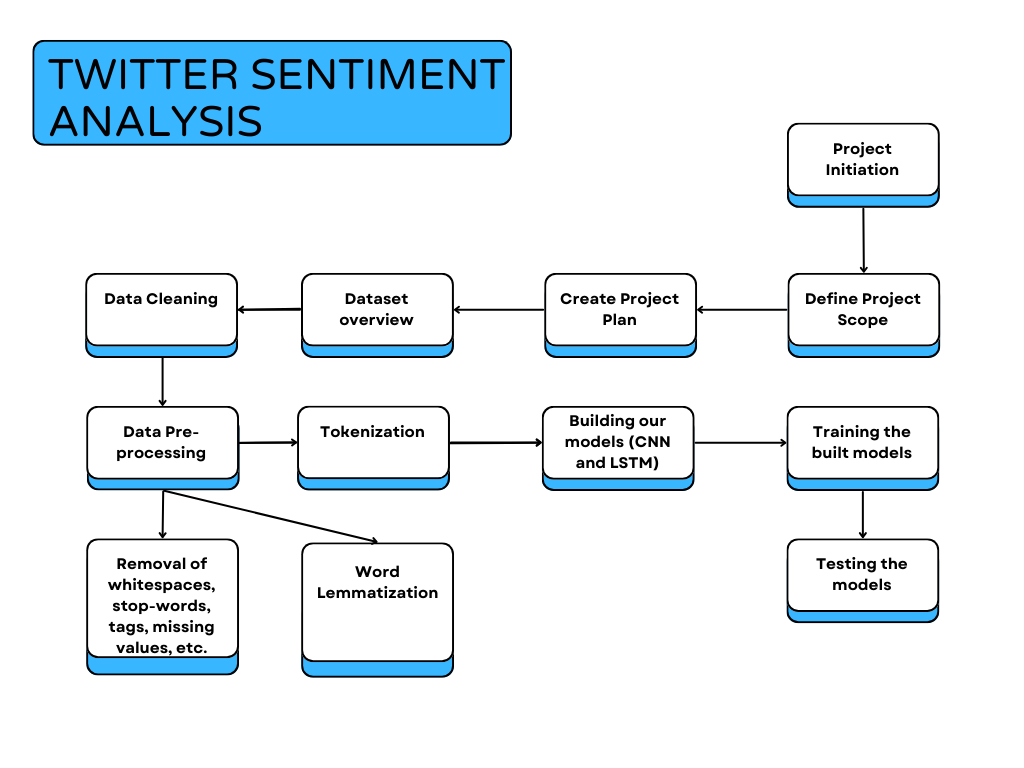 TWITTER SENTIMENT
ANALYSIS
Project
Initiation
Define Project
Scope
Create Project
Plan
Dataset
overview
Data Cleaning
Data Pre-
processing
Tokenization
Building our
models (CNN
and LSTM)
Training the
built models
Removal of
whitespaces,
stop-words,
tags, missing
values, etc.
Word
Lemmatization
Testing the
models